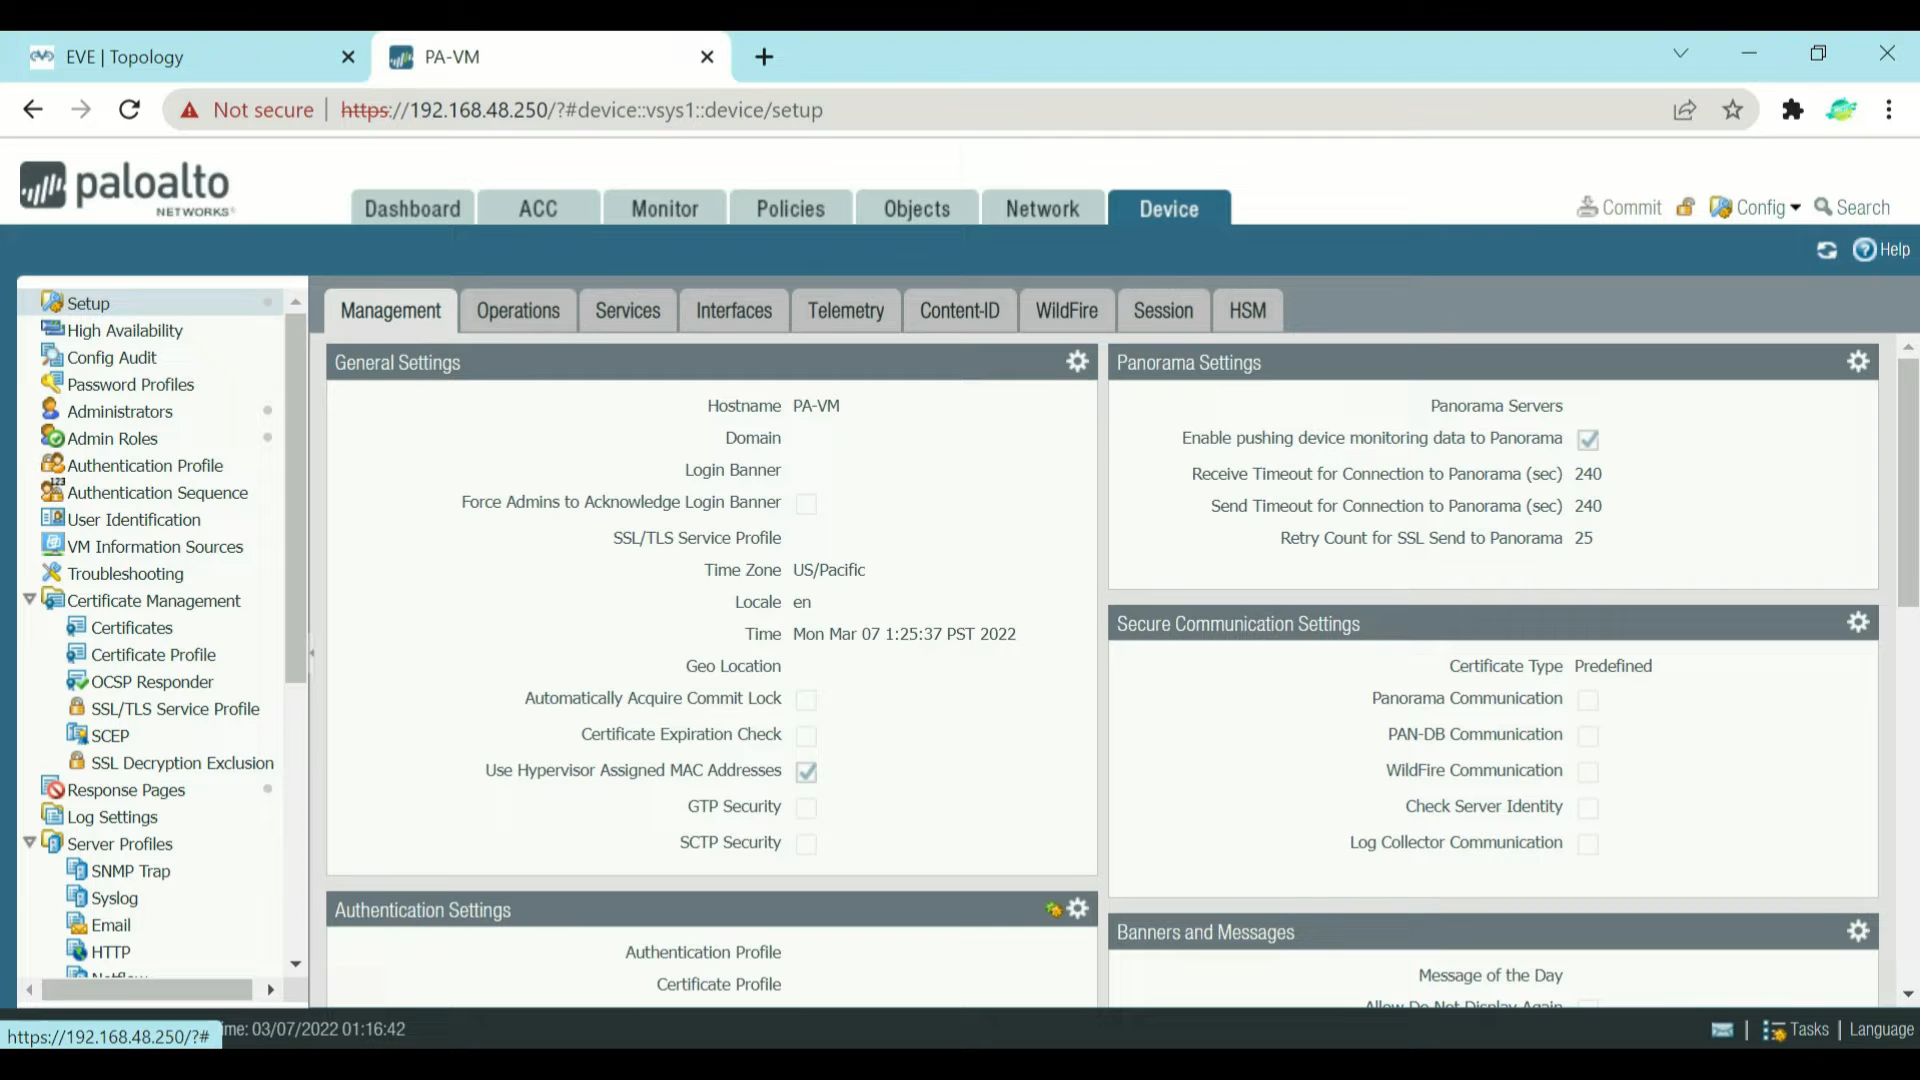 EVE | Topology
PA-VM
Not secure
https://192.168.48.250/?#device::vsys1::device/setup
paloalto
NETWORKS
Dashboard
ACC
Monitor
Policies
Objects
Network
Device
Commit
Config
Search
Help
Setup
High Availability
Config Audit
Password Profiles
Administrators
Admin Roles
Authentication Profile
Authentication Sequence
User Identification
VM Information Sources
Troubleshooting
Certificate Management
Certificates
Certificate Profile
OCSP Responder
SSL/TLS Service Profile
SCEP
SSL Decryption Exclusion
Response Pages
Log Settings
Server Profiles
SNMP Trap
Syslog
Email
HTTP
Management
Operations
Services
Interfaces
Telemetry
Content-ID
WildFire
Session
HSM
General Settings
Hostname PA-VM
Domain
Login Banner
Force Admins to Acknowledge Login Banner
SSL/TLS Service Profile
Time Zone US/Pacific
Locale en
Time Mon Mar 07 1:25:37 PST 2022
Geo Location
Automatically Acquire Commit Lock
Certificate Expiration Check
Use Hypervisor Assigned MAC Addresses
GTP Security
SCTP Security
Authentication Settings
Authentication Profile
Certificate Profile
Panorama Settings
Panorama Servers
Enable pushing device monitoring data to Panorama
Receive Timeout for Connection to Panorama (sec) 240
Send Timeout for Connection to Panorama (sec) 240
Retry Count for SSL Send to Panorama 25
Secure Communication Settings
Certificate Type Predefined
Panorama Communication
PAN-DB Communication
WildFire Communication
Check Server Identity
Log Collector Communication
Banners and Messages
Message of the Day
Allow Do Not Display Again
https://192.168.48.250/?#
ime: 03/07/2022 01:16:42
Tasks
Language